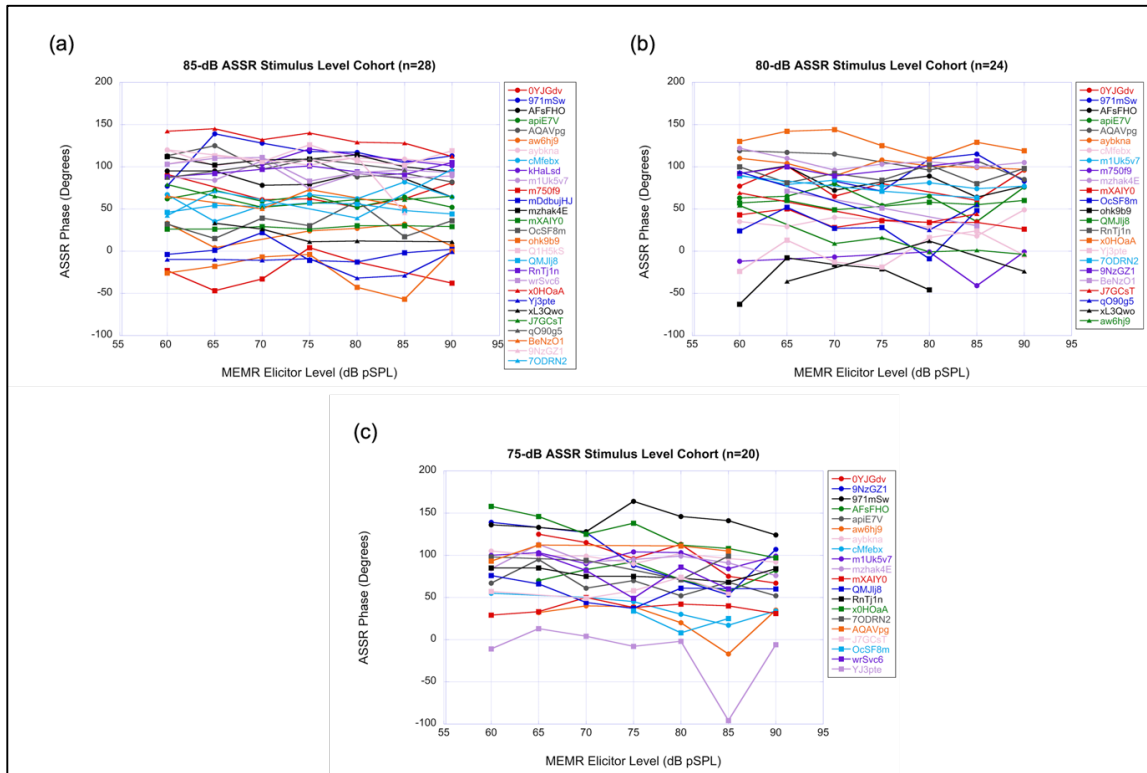 (a)
85-dB ASSR Stimulus Level Cohort (n=28)
ASSR Phase (Degrees)
200
150
100
50
0
-50
-100
55 60 65 70 75 80 85 90 95
MEMR Elicitor Level (dB pSPL)
0YJGdv
971mSw
AFsFHO
apiE7V
AQAVpg
aw6hj9
aybkna
cMfebx
kHaLsd
m1Uk5v7
m750f9
mDdbujHJ
mzhak4E
mXAIY0
OcSF8m
ohk9b9
Q1H5kS
QMJlj8
RnTj1n
wrSvc6
x0HOaA
Yj3pte
xL3Qwo
J7GCsT
qO90g5
BeNzO1
9NzGZ1
7ODRN2
(b)
80-dB ASSR Stimulus Level Cohort (n=24)
ASSR Phase (Degrees)
200
150
100
50
0
50
-100
55 60 65 70 75 80 85 90 95
MEMR Elicitor Level (dB pSPL)
0YJGdv
971mSw
AFsFHO
apiE7V
AQAVpg
aybkna
cMfebx
m1Uk5v7
m750f9
mzhak4E
mXAIY0
OcSF8m
ohk9b9
QMJlj8
RnTj1n
x0HOaA
Yj3pte
7ODRN2
9NzGZ1
BeNzO1
J7GCsT
qO90g5
xL3Qwo
aw6hj9
(c)
75-dB ASSR Stimulus Level Cohort (n=20)
ASSR Phase (Degrees)
200
150
100
50
0
-50
-100
55 60 65 70 75 80 85 90 95
MEMR Elicitor Level (dB pSPL)
0YJGdv
9NzGZ1
971mSw
AFsFHO
apiE7V
aw6hj9
aybkna
cMfebx
m1Uk5v7
mzhak4E
mXAIY0
QMJlj8
RnTj1n
x0HOaA
7ODRN2
AQAVpg
J7GCsT
OcSF8m
wrSvc6
YJ3pte